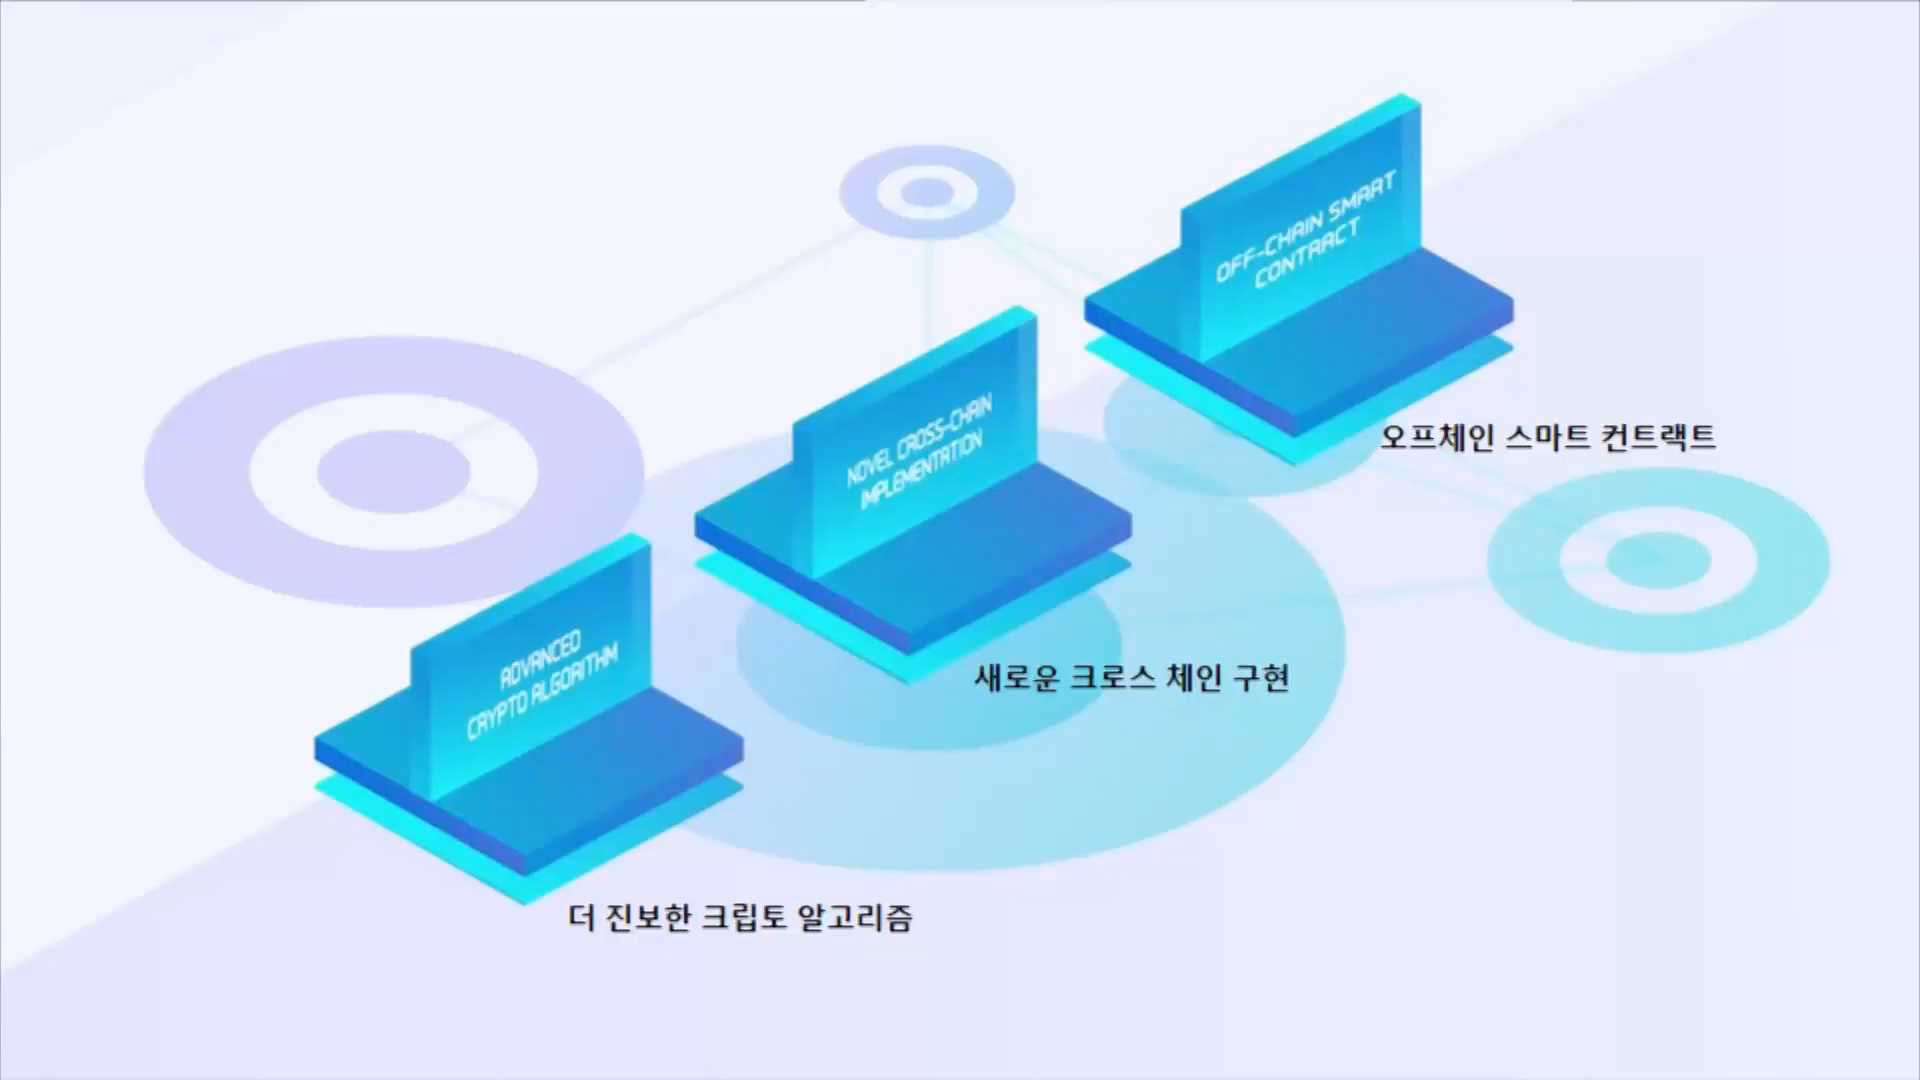 OFF-CHAIN SMART
CONTRACT
오프체인 스마트 컨트랙트
NOVEL CROSS-CHAIN
IMPLEMENTATION
새로운 크로스 체인 구현
ADVANCED
CRYPTO ALGORITHM
더 진보한 크립토 알고리즘